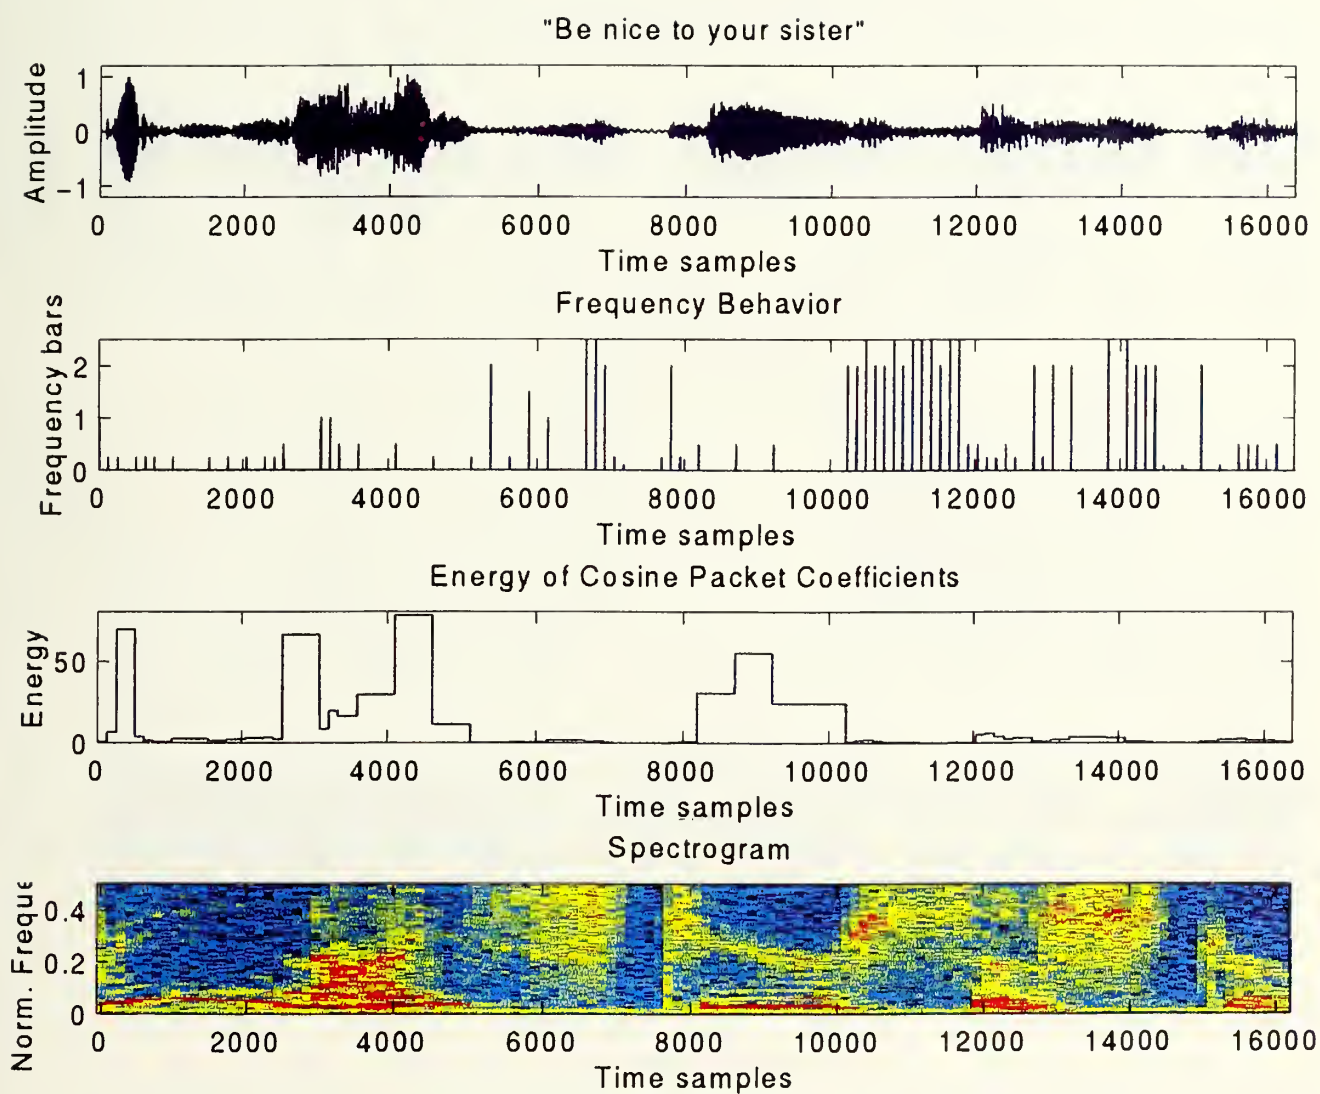 "Be nice to your sister"
Amplitude
1
0
−1
0 2000 4000 6000 8000 10000 12000 14000 16000
Time samples
Frequency Behavior
Frequency bars
2
1
0
0 2000 4000 6000 8000 10000 12000 14000 16000
Time samples
Energy of Cosine Packet Coefficients
Energy
50
0
0 2000 4000 6000 8000 10000 12000 14000 16000
Time samples
Spectrogram
Norm. Freque
0.4
0.2
0
0 2000 4000 6000 8000 10000 12000 14000 16000
Time samples